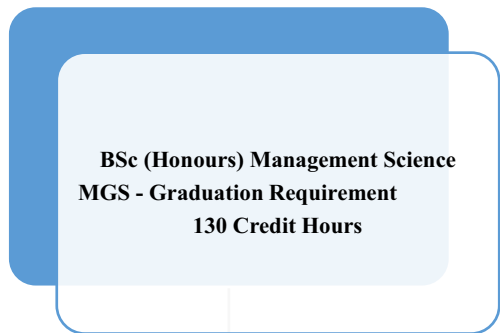 BSc (Honours) Management Science
MGS - Graduation Requirement
130 Credit Hours